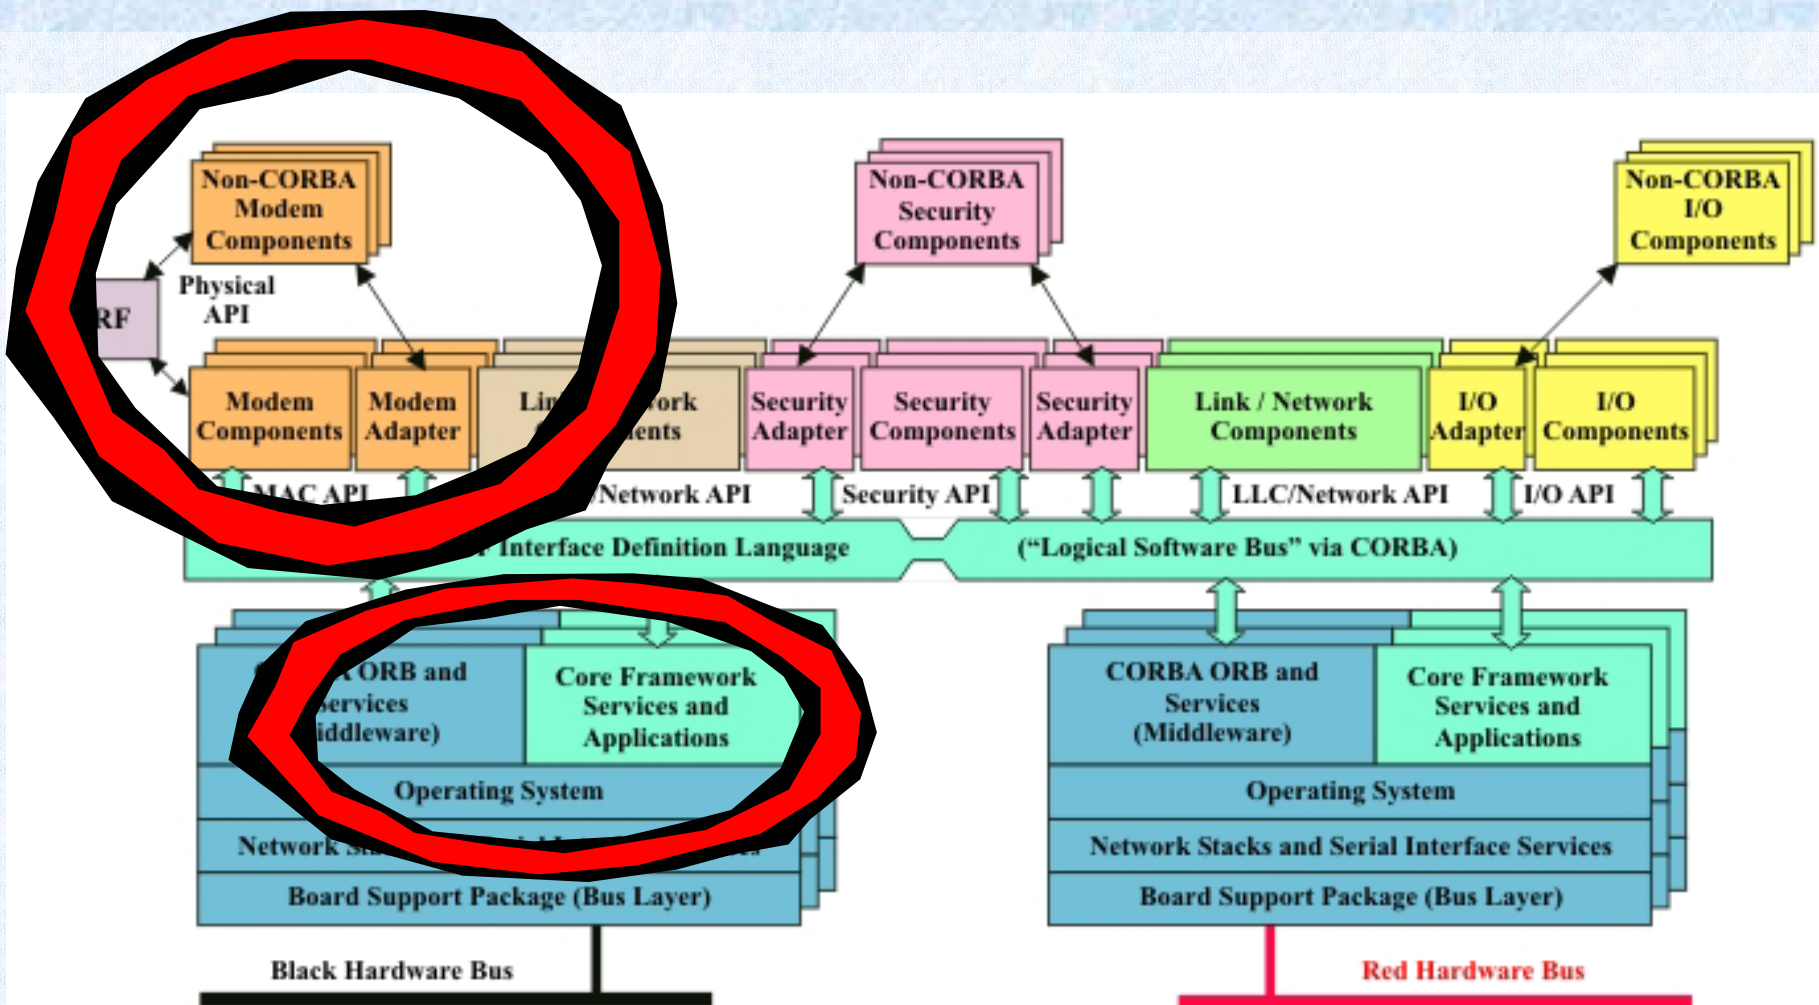 Non-CORBA
Modem
Components
Non-CORBA
Security
Components
Non-CORBA
I/O
Components
Physical
API
RF
Modem
Components
Modem
Adapter
Security
Adapter
Security
Components
Security
Adapter
Link / Network
Components
I/O
Adapter
I/O
Components
MAC API
/Network API
Security API
LLC/Network API
I/O API
Interface Definition Language
(“Logical Software Bus” via CORBA)
ORB and
Services
Core Framework
Services and
Applications
Operating System
Network
Board Support Package (Bus Layer)
CORBA ORB and
Services
(Middleware)
Core Framework
Services and
Applications
Operating System
Network Stacks and Serial Interface Services
Board Support Package (Bus Layer)
Black Hardware Bus
Red Hardware Bus